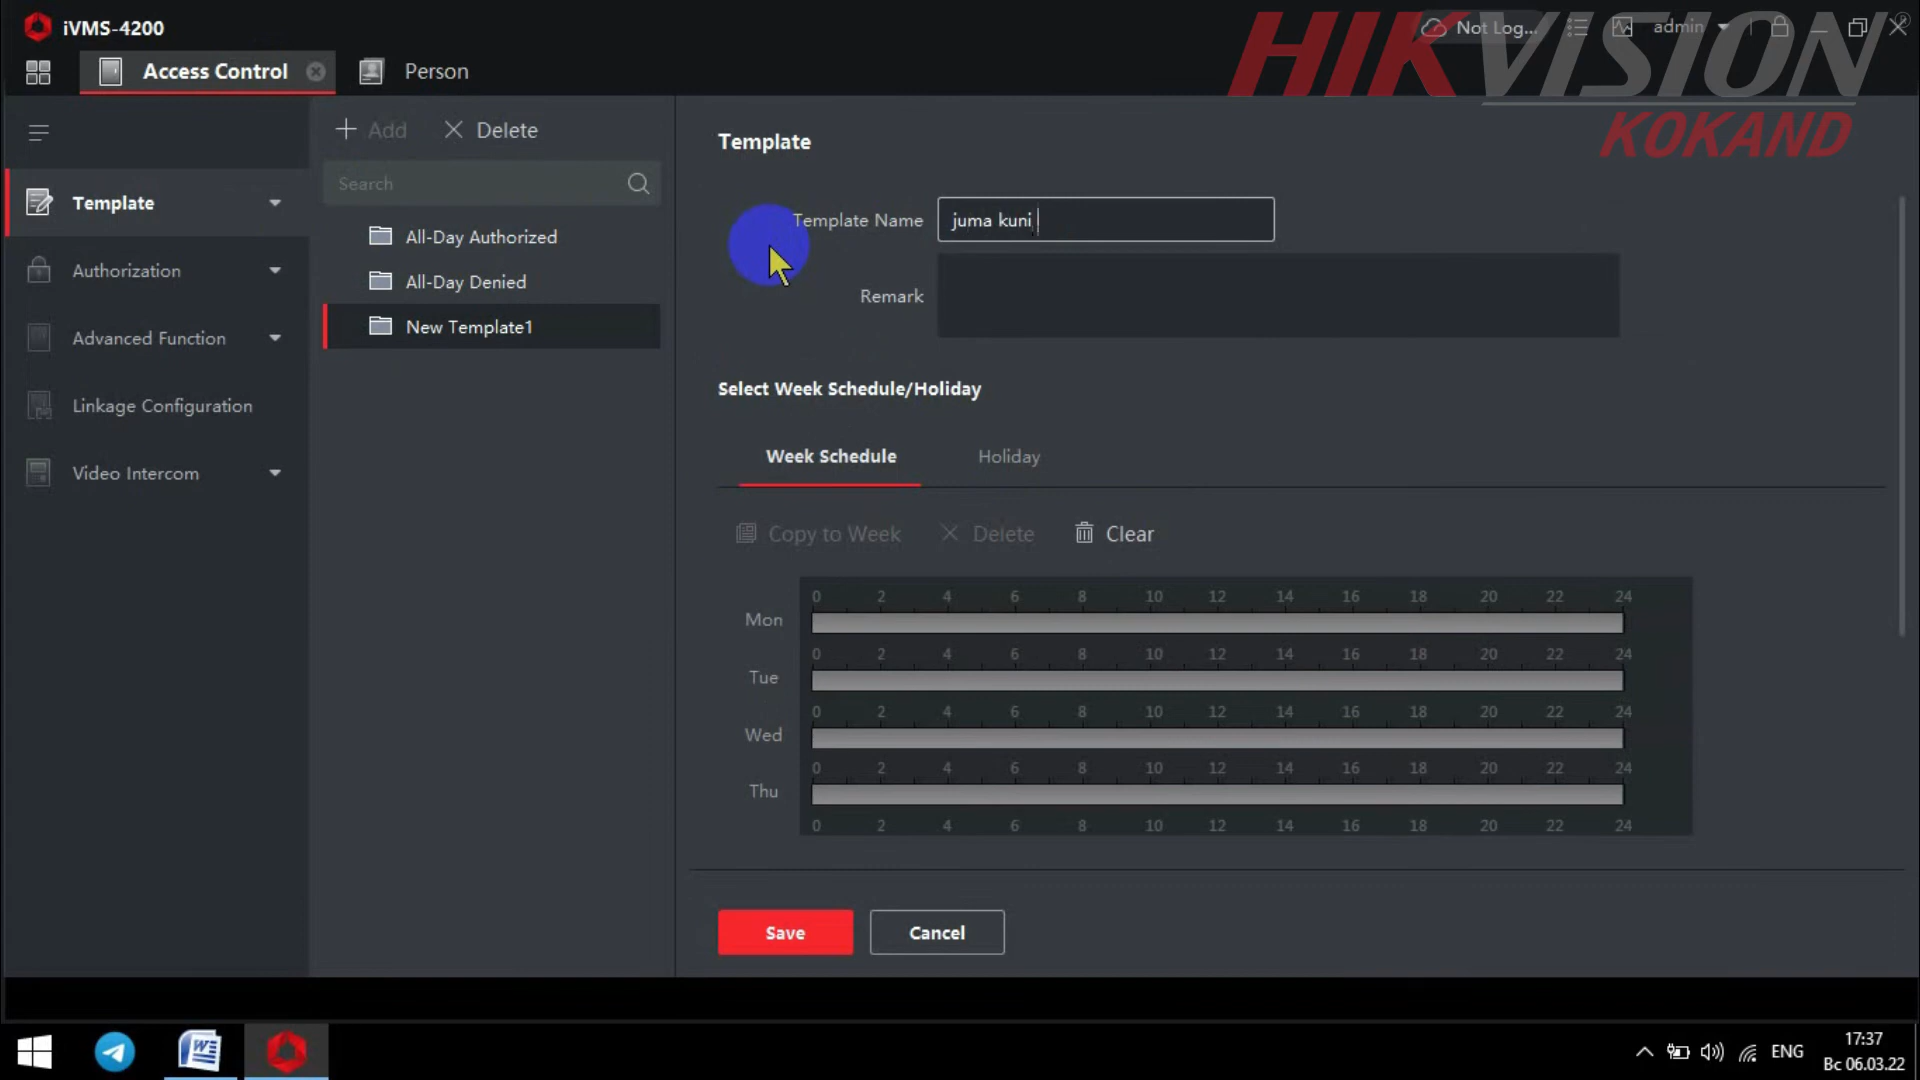 iVMS-4200
Not Log...
admin
HIKVISION
KOKAND
Access Control
Person
Add
Delete
Search
Template
Authorization
Advanced Function
Linkage Configuration
Video Intercom
All-Day Authorized
All-Day Denied
New Template1
Template
Template Name
juma kuni
Remark
Select Week Schedule/Holiday
Week Schedule
Holiday
Copy to Week
Delete
Clear
0 2 4 6 8 10 12 14 16 18 20 22 24
Mon
0 2 4 6 8 10 12 14 16 18 20 22 24
Tue
0 2 4 6 8 10 12 14 16 18 20 22 24
Wed
0 2 4 6 8 10 12 14 16 18 20 22 24
Thu
0 2 4 6 8 10 12 14 16 18 20 22 24
Save
Cancel
ENG
17:37
Вс 06.03.22